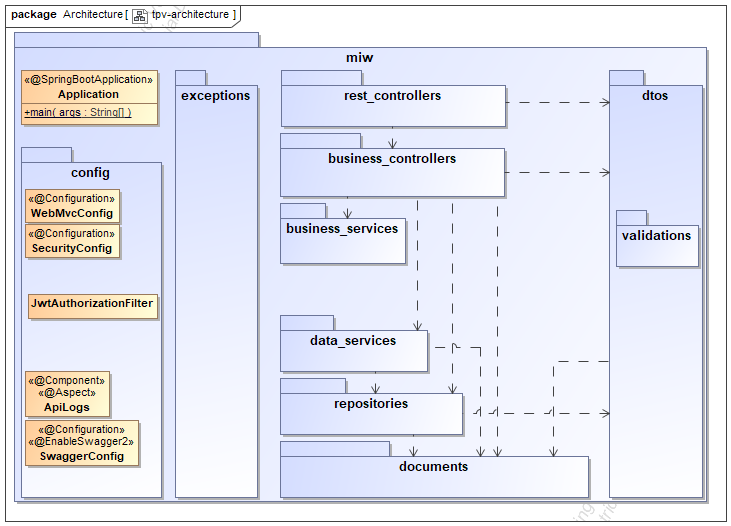 package Architecture [ tpv-architecture ]
miw
«@SpringBootApplication»
Application
+main( args : String[] )
exceptions
rest_controllers
dtos
config
business_controllers
«@Configuration»
WebMvcConfig
«@Configuration»
SecurityConfig
business_services
validations
JwtAuthorizationFilter
data_services
«@Component»
«@Aspect»
ApiLogs
repositories
«@Configuration»
«@EnableSwagger2»
SwaggerConfig
documents